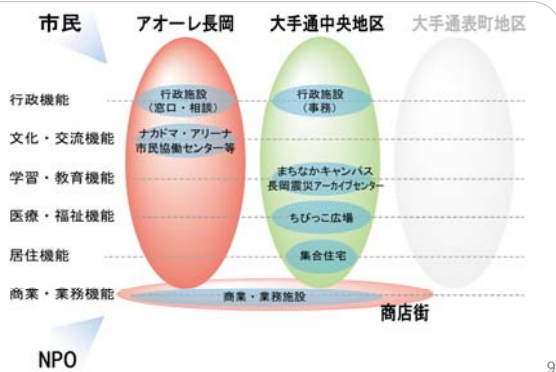 市民
アオーレ長岡
大手通中央地区
大手通表町地区
行政機能
行政施設
(窓口・相談)
行政施設
(事務)
文化・交流機能
ナカドマ・アリーナ
市民協働センター等
学習・教育機能
まちなかキャンパス
長岡震災アーカイブセンター
医療・福祉機能
ちびっこ広場
居住機能
集合住宅
商業・業務機能
商業・業務施設
商店街
NPO
9